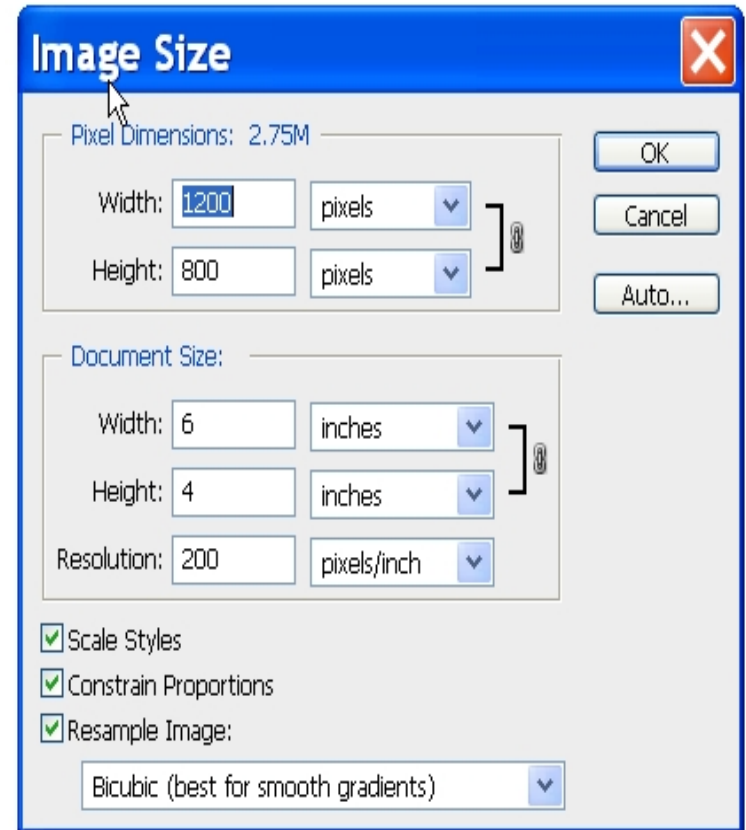 Image Size
Pixel Dimensions: 2.75M
OK
Width: 1200 pixels
Cancel
Height: 800 pixels
Auto...
Document Size:
Width: 6 inches
Height: 4 inches
Resolution: 200 pixels/inch
Scale Styles
Constrain Proportions
Resample Image:
Bicubic (best for smooth gradients)